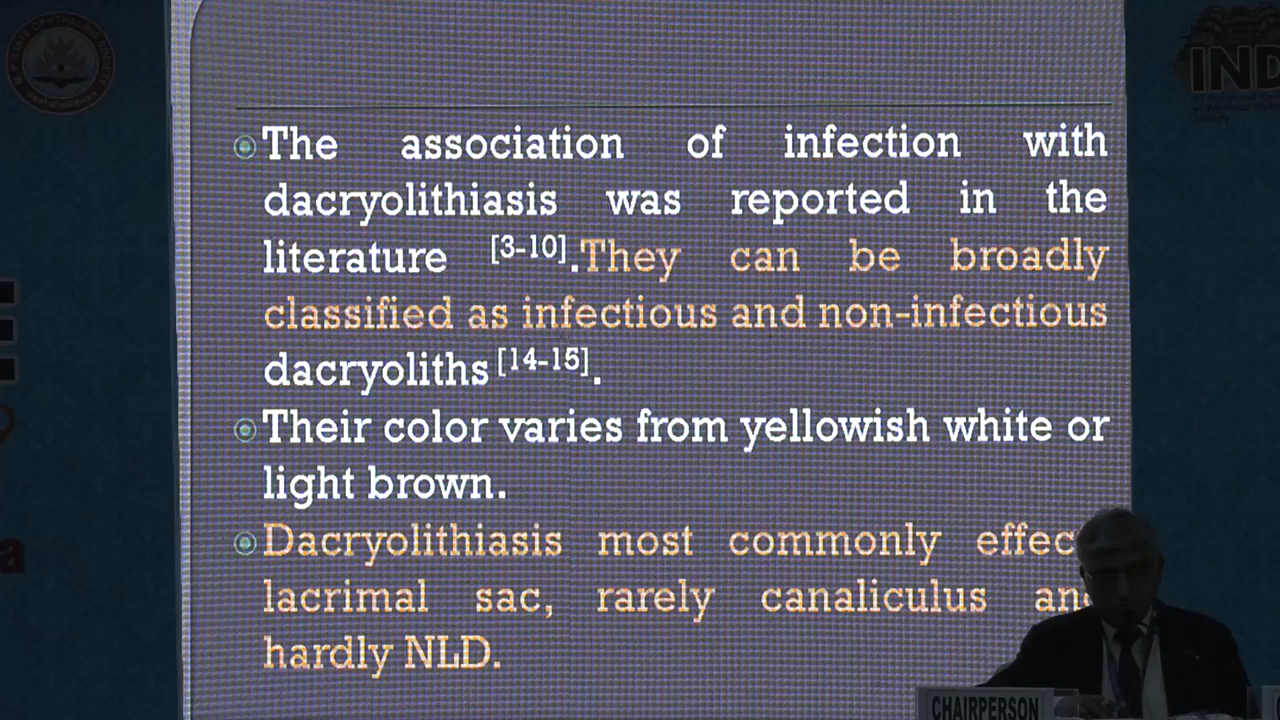 The association of infection with
dacryolithiasis was reported in the
literature [3-10].They can be broadly
classified as infectious and non-infectious
dacryoliths [14-15].
Their color varies from yellowish white or
light brown.
Dacryolithiasis most commonly
lacrimal sac, rarely canaliculus
hardly NLD.
CHAIRPERSON
IND
a